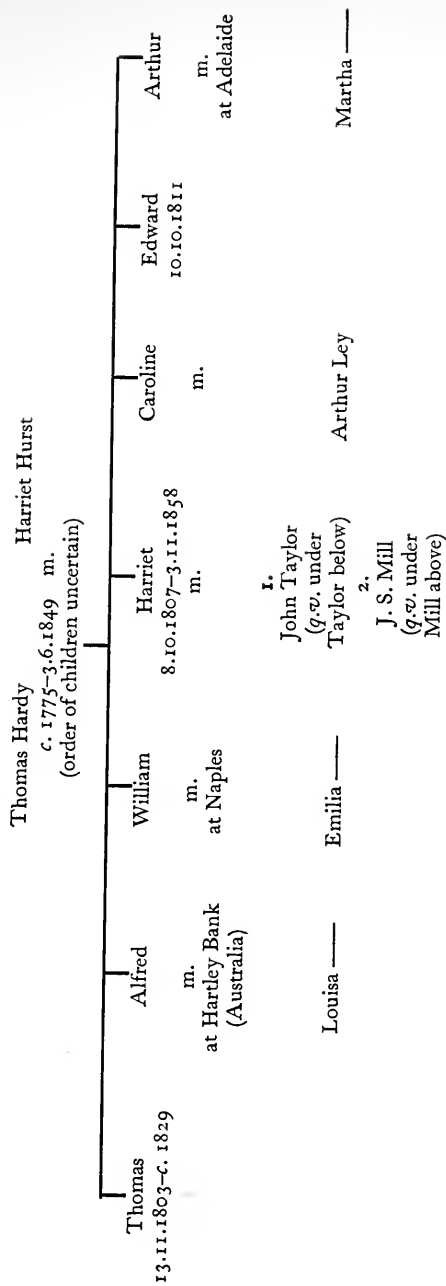 Thomas Hardy m. Harriet Hurst
c. 1775–3.6.1849
(order of children uncertain)
Thomas
13.11.1803–c. 1829
Alfred
m.
at Hartley Bank
(Australia)
Louisa ——
William
m.
at Naples
Emilia ——
Harriet
8.10.1807–3.11.1858
m.
1.
John Taylor
(q.v. under
Taylor below)
2.
J. S. Mill
(q.v. under
Mill above)
Caroline
m.
Arthur Ley
Edward
10.10.1811
Arthur
m.
at Adelaide
Martha ——